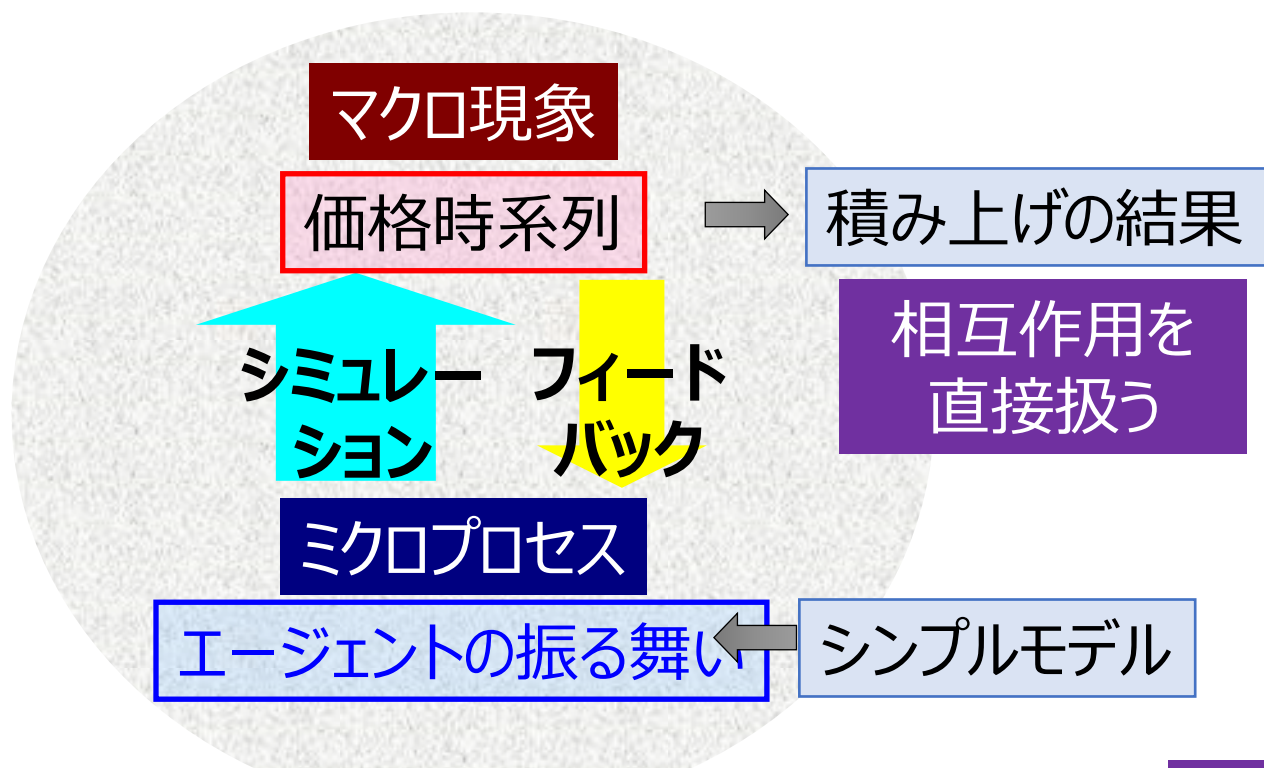 マクロ現象
価格時系列
積み上げの結果
相互作用を
直接扱う
シミュレー
ション
フィード
バック
ミクロプロセス
エージェントの振る舞い
シンプルモデル